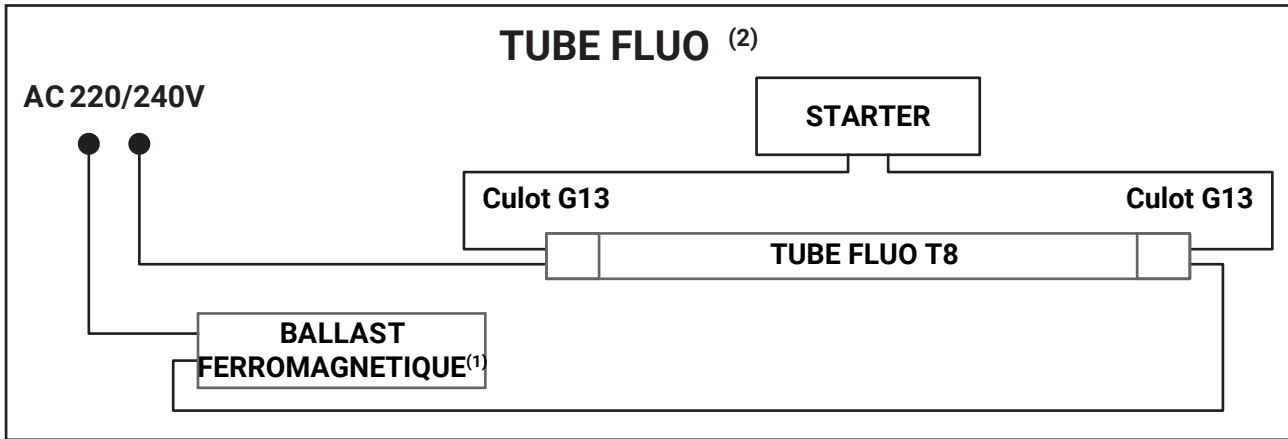 TUBE FLUO (2)
AC 220/240V
STARTER
Culot G13
Culot G13
TUBE FLUO T8
BALLAST
FERROMAGNETIQUE(1)